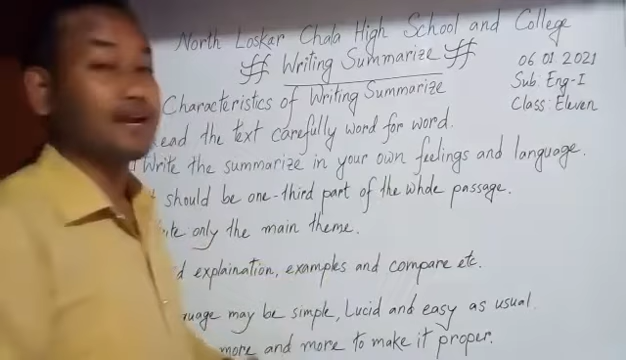 North Loskar Chala High School and College
Writing Summarize
06 01 2021
Sub: Eng-I
Class: Eleven
Characteristics of Writing Summarize
the text carefully word for word.
Write the summarize in your own feelings and language.
should be one-third part of the whole passage.
only the main theme.
explaination, examples and compare etc.
may be simple, Lucid and easy as usual.
more and more to make it proper.